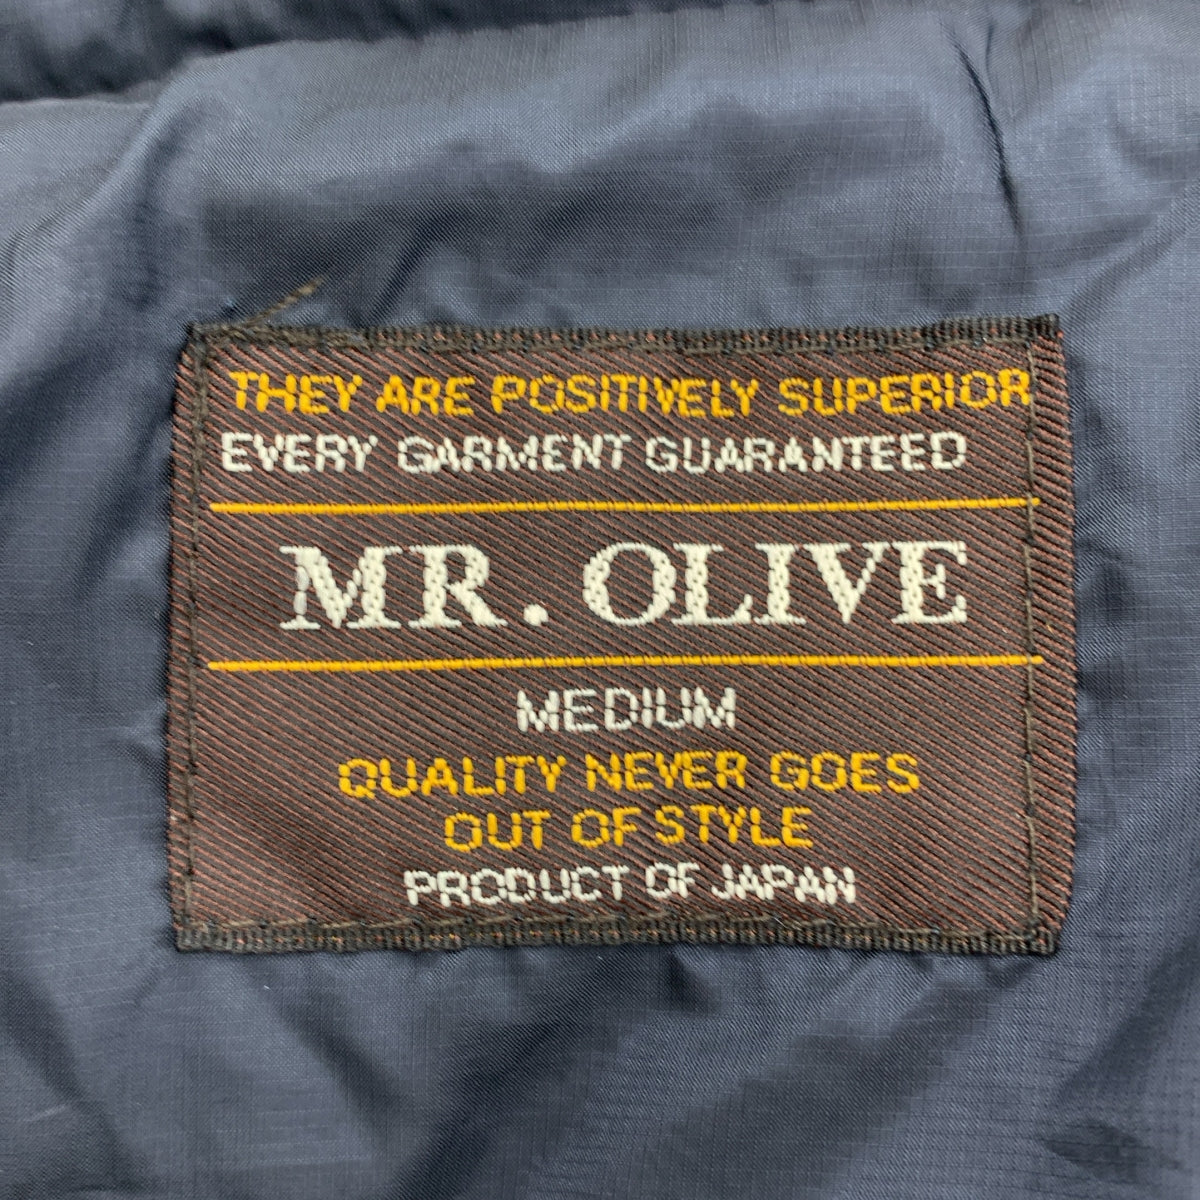 THEY ARE POSITIVELY SUPERIOR
EVERY GARMENT GUARANTEED
MR. OLIVE
MEDIUM
QUALITY NEVER GOES
OUT OF STYLE
PRODUCT OF JAPAN